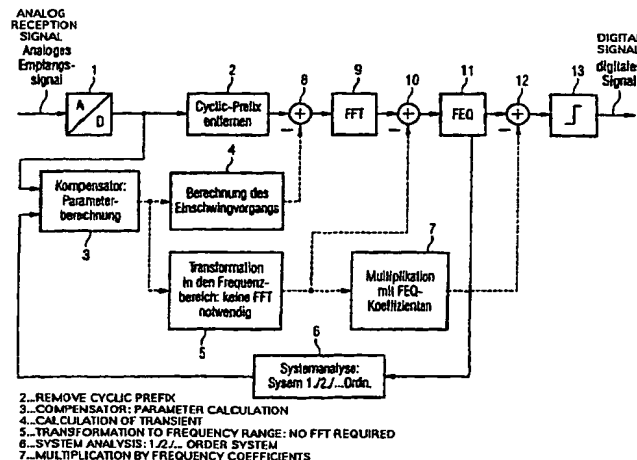 ANALOG
RECEPTION
SIGNAL
Analoges
Empfangs-
signal
1
A
D
2
Cyclic-Prefix
entfernen
8
+
−
9
FFT
10
+
−
11
FEQ
12
+
−
13
DIGITAL
SIGNAL
digitales
Signal
Kompensator:
Parameter-
berechnung
3
4
Berechnung des
Einschwingvorgangs
Transformation
in den Frequenz-
bereich: keine FFT
notwendig
5
7
Multiplikation
mit FEQ-
Koeffizienten
6
Systemanalyse:
Sysem 1./2./...Ordn.
2...REMOVE CYCLIC PREFIX
3...COMPENSATOR: PARAMETER CALCULATION
4...CALCULATION OF TRANSIENT
5...TRANSFORMATION TO FREQUENCY RANGE: NO FFT REQUIRED
6...SYSTEM ANALYSIS: 1./2./... ORDER SYSTEM
7...MULTIPLICATION BY FREQUENCY COEFFICIENTS